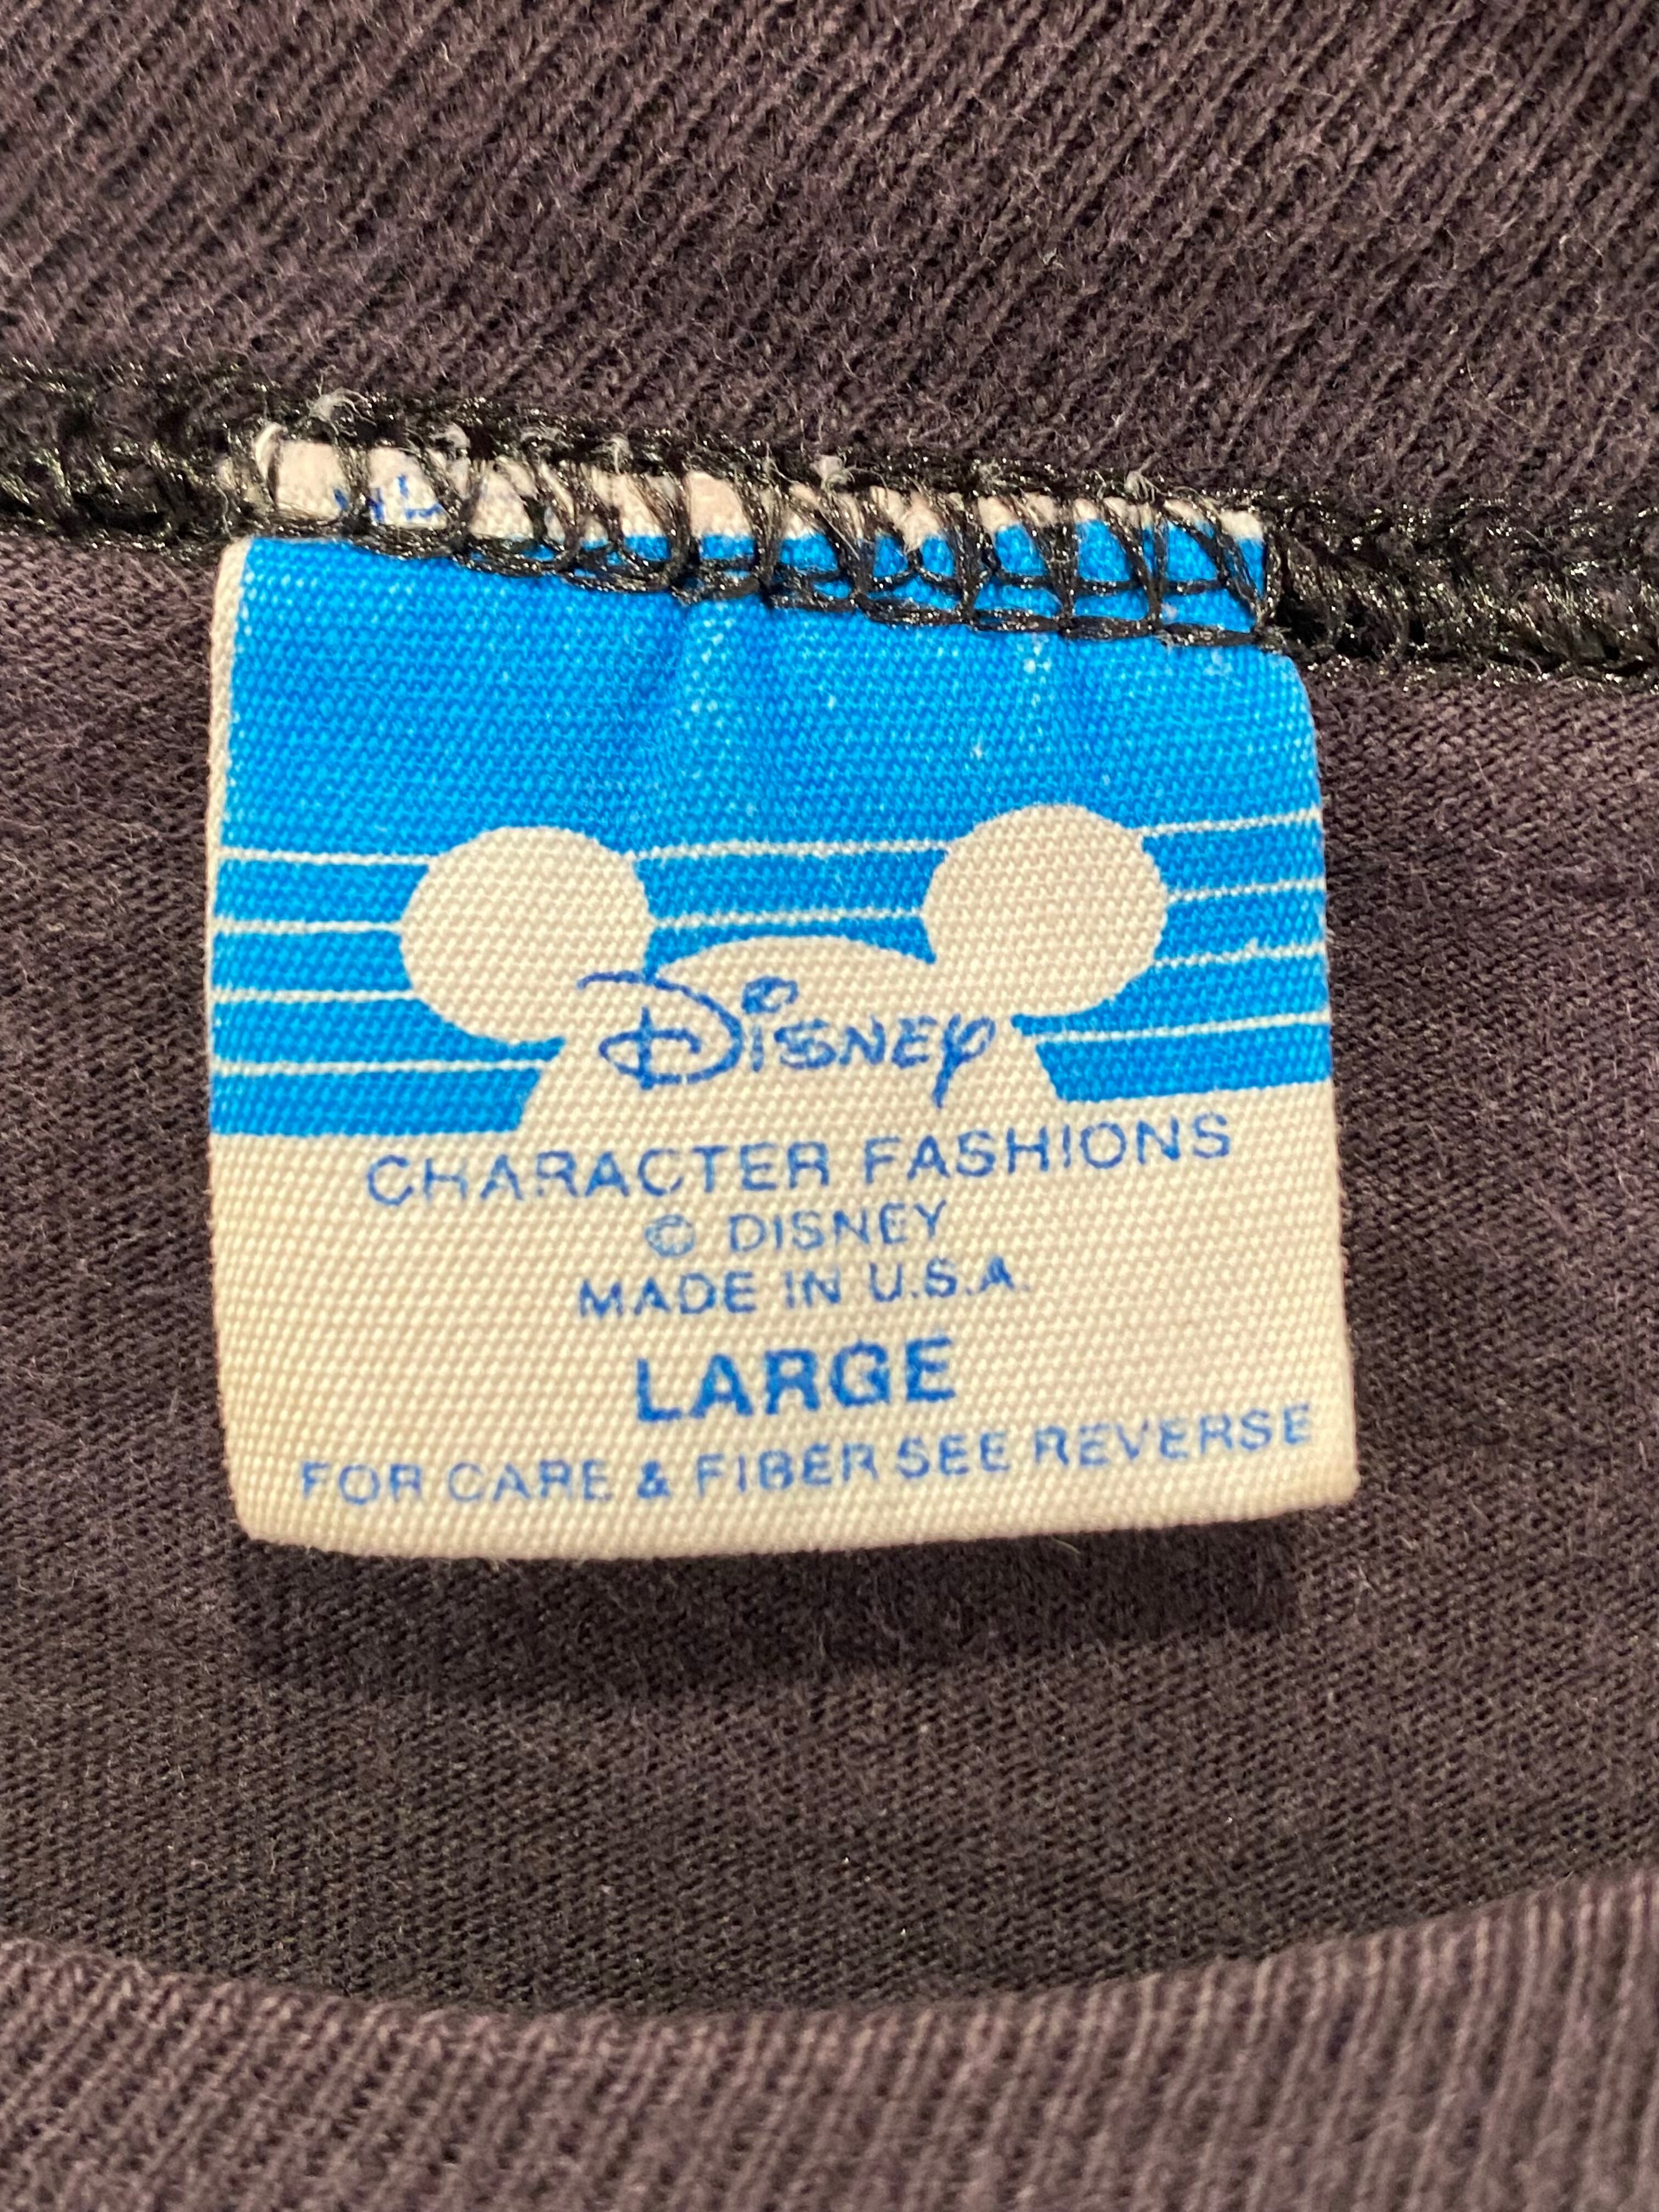 Disney
CHARACTER FASHIONS
© DISNEY
MADE IN U.S.A.
LARGE
FOR CARE & FIBER SEE REVERSE